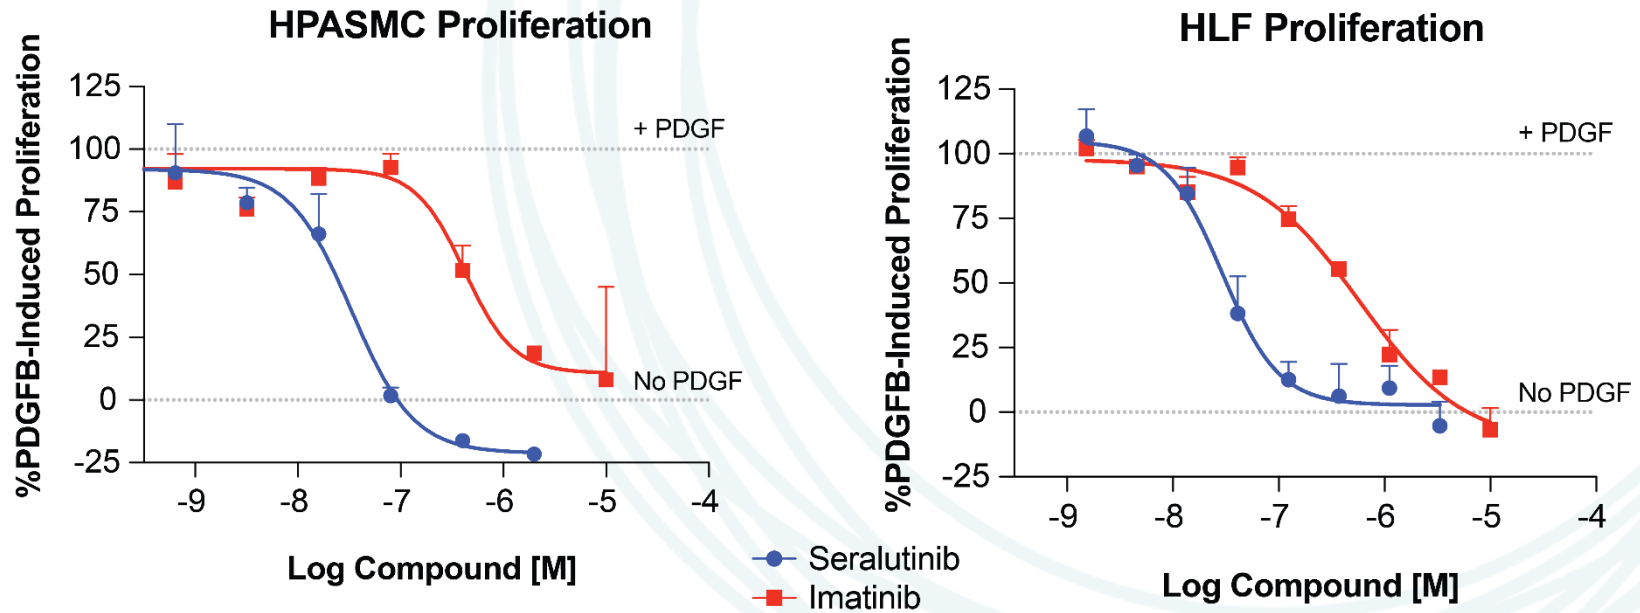 HPASMC Proliferation
%PDGFB-Induced Proliferation
125
100
75
50
25
0
-25
+ PDGF
No PDGF
-9
-8
-7
-6
-5
-4
Log Compound [M]
HLF Proliferation
%PDGFB-Induced Proliferation
125
100
75
50
25
0
-25
+ PDGF
No PDGF
-9
-8
-7
-6
-5
-4
Log Compound [M]
Seralutinib
Imatinib